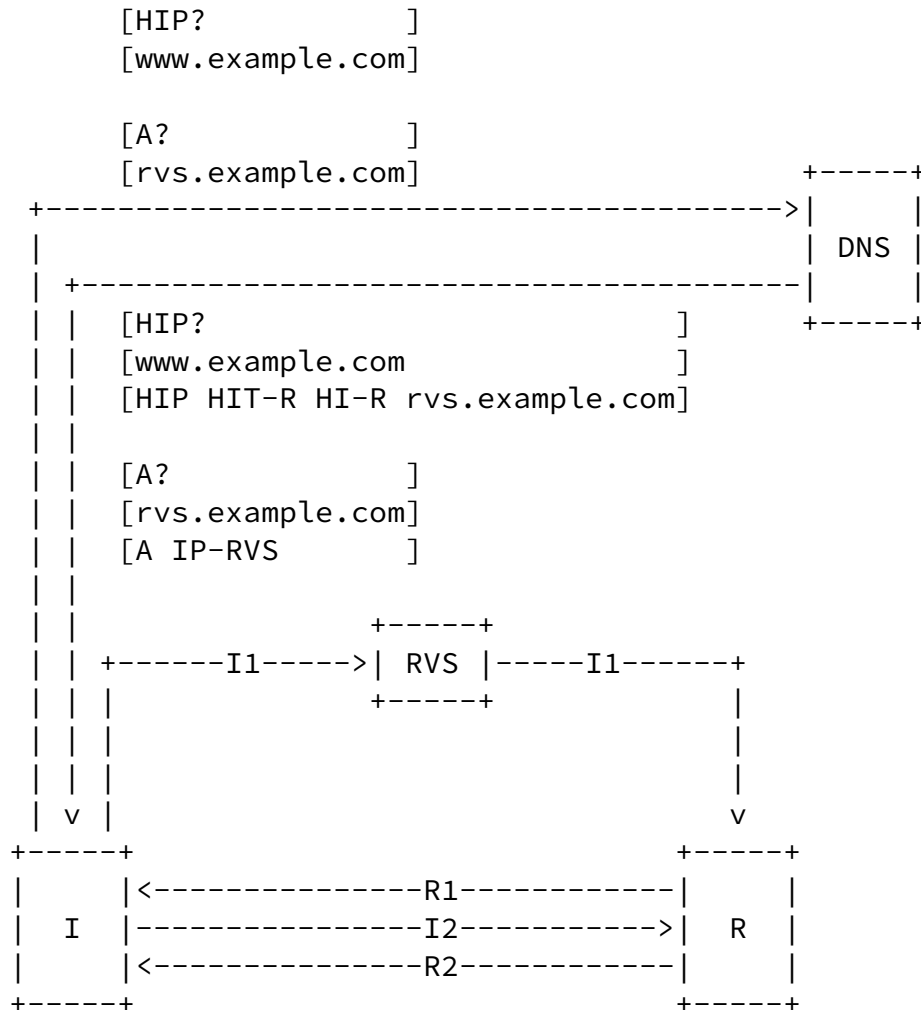 [HIP? ]
[www.example.com]
[A? ]
[rvs.example.com]
DNS
[HIP? ]
[www.example.com ]
[HIP HIT-R HI-R rvs.example.com]
[A? ]
[rvs.example.com]
[A IP-RVS ]
I1 RVS I1
R1
I I2 R
R2